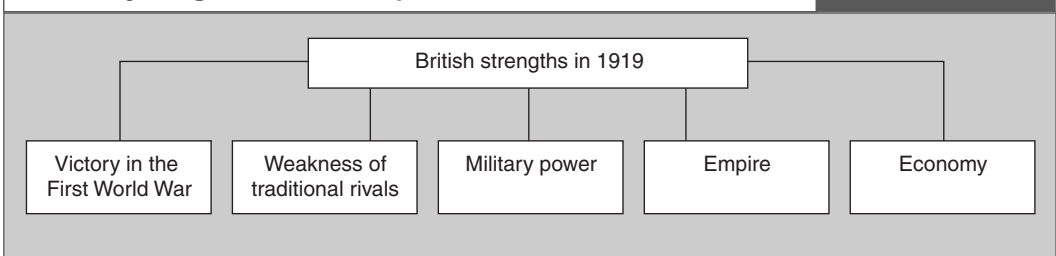 British strengths in 1919
Victory in the
First World War
Weakness of
traditional rivals
Military power
Empire
Economy